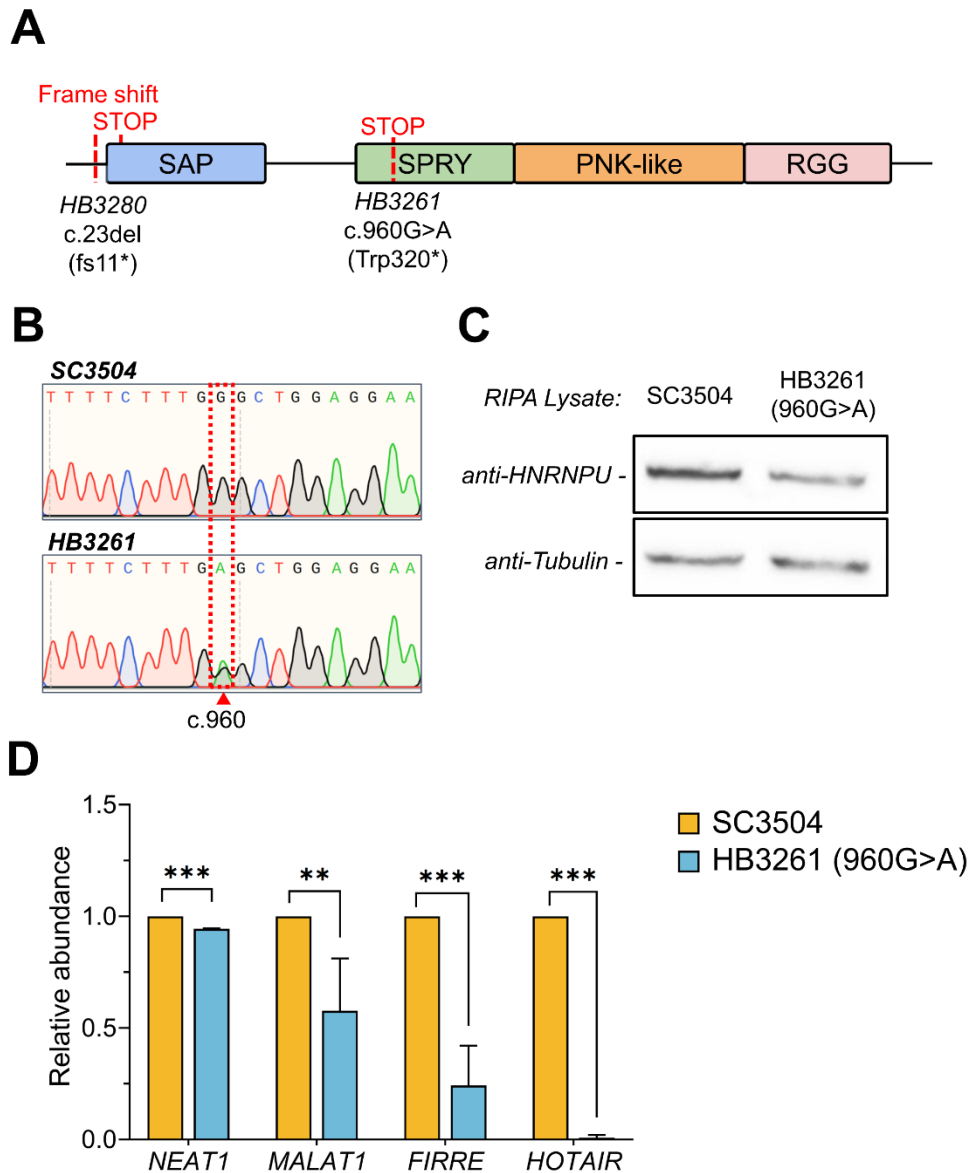 A
Frame shift
STOP
STOP
SAP
SPRY
PNK-like
RGG
HB3280
c.23del
(fs11*)
HB3261
c.960G>A
(Trp320*)
B
SC3504
T T T T C T T T G G G C T G G A G G A A
HB3261
T T T T C T T T G A G C T G G A G G A A
c.960
C
RIPA Lysate:
SC3504
HB3261
(960G>A)
anti-HNRNPU -
anti-Tubulin -
D
Relative abundance
1.5
1.0
0.5
0.0
***
**
***
***
NEAT1
MALAT1
FIRRE
HOTAIR
SC3504
HB3261 (960G>A)